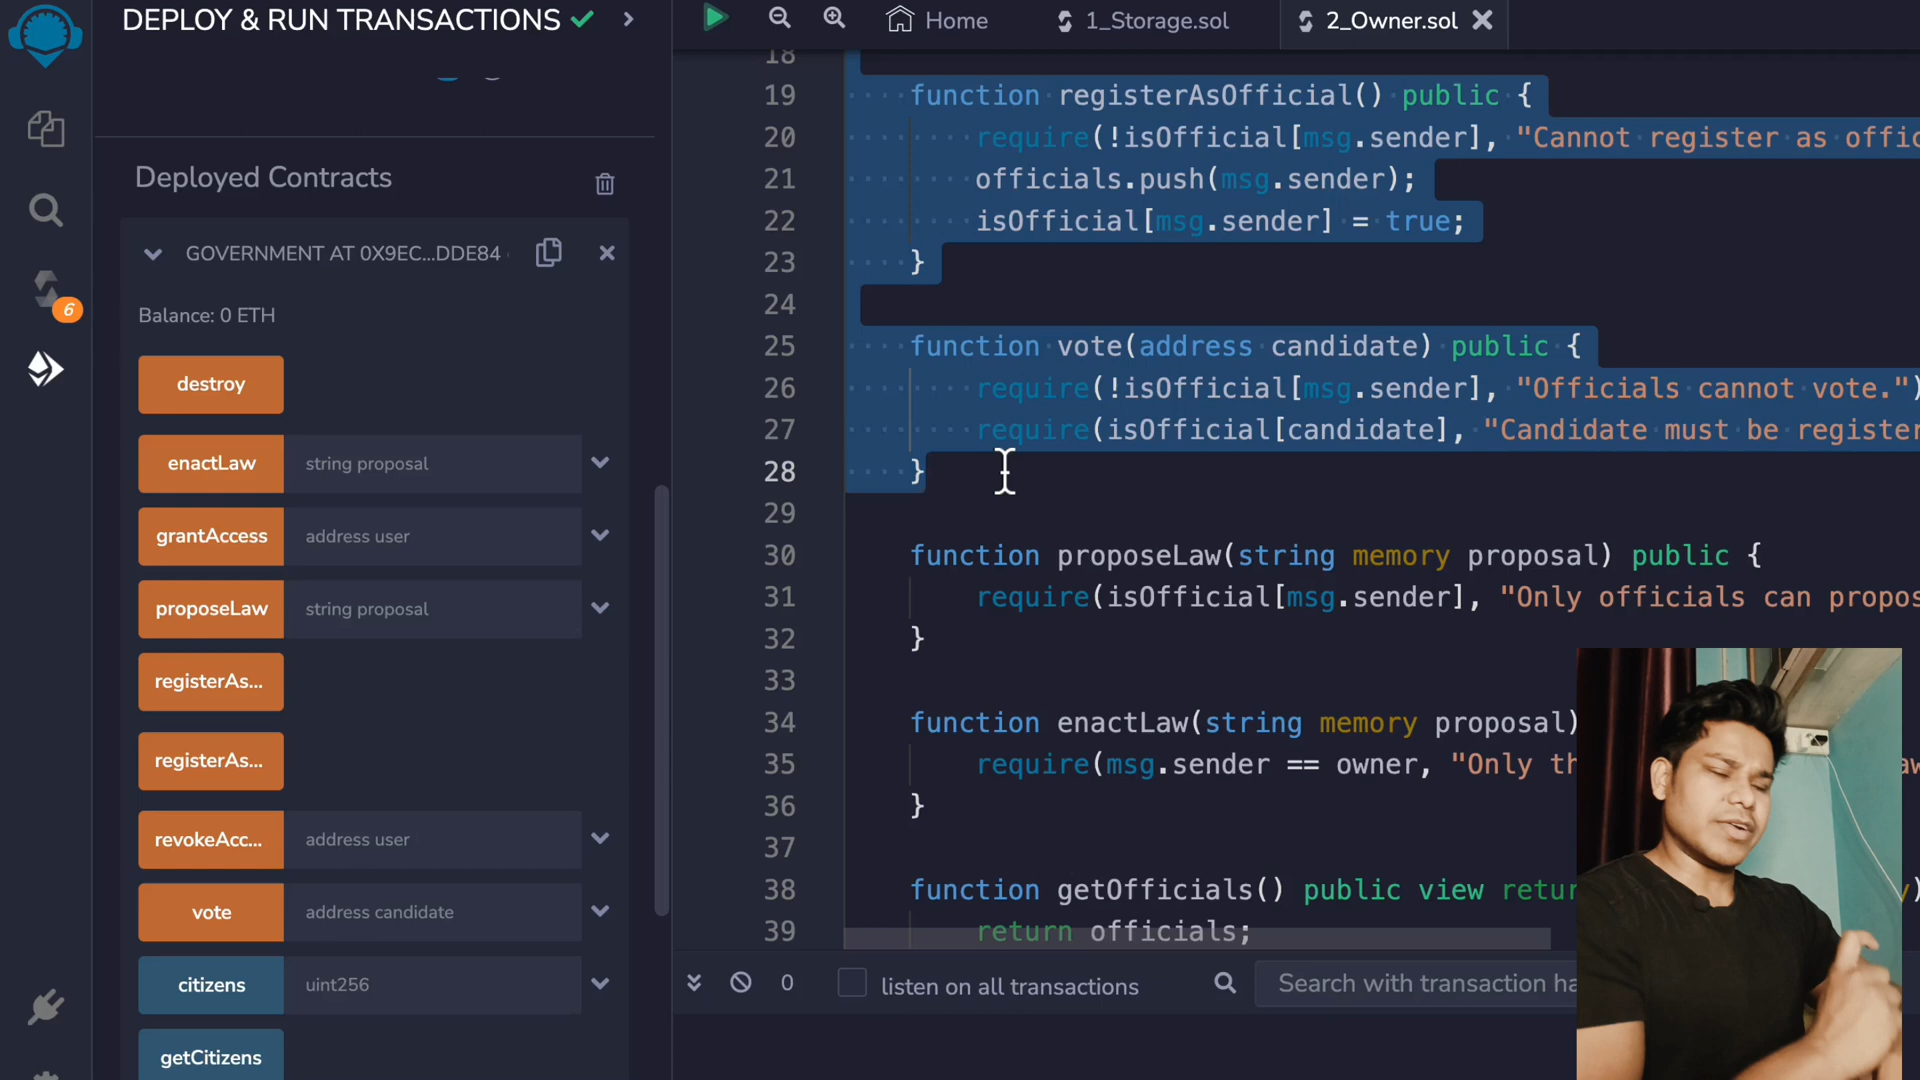 DEPLOY & RUN TRANSACTIONS
Home
1_Storage.sol
2_Owner.sol
Deployed Contracts
GOVERNMENT AT 0X9EC...DDE84
Balance: 0 ETH
destroy
enactLaw string proposal
grantAccess address user
proposeLaw string proposal
registerAs...
registerAs...
revokeAcc... address user
vote address candidate
citizens uint256
getCitizens
6
18
19 function registerAsOfficial() public {
20 require(!isOfficial[msg.sender], "Cannot register as offic
21 officials.push(msg.sender);
22 isOfficial[msg.sender] = true;
23 }
24
25 function vote(address candidate) public {
26 require(!isOfficial[msg.sender], "Officials cannot vote.")
27 require(isOfficial[candidate], "Candidate must be register
28 }
29
30 function proposeLaw(string memory proposal) public {
31 require(isOfficial[msg.sender], "Only officials can propos
32 }
33
34 function enactLaw(string memory proposal)
35 require(msg.sender == owner, "Only th
36 }
37
38 function getOfficials() public view retur
39 return officials;
0
listen on all transactions
Search with transaction ha